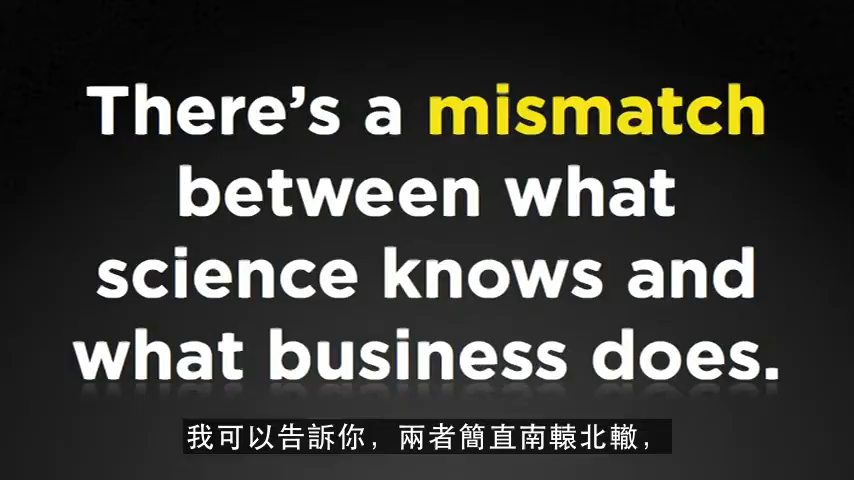 There’s a mismatch
between what
science knows and
what business does.
我可以告訴你，兩者簡直南轅北轍，